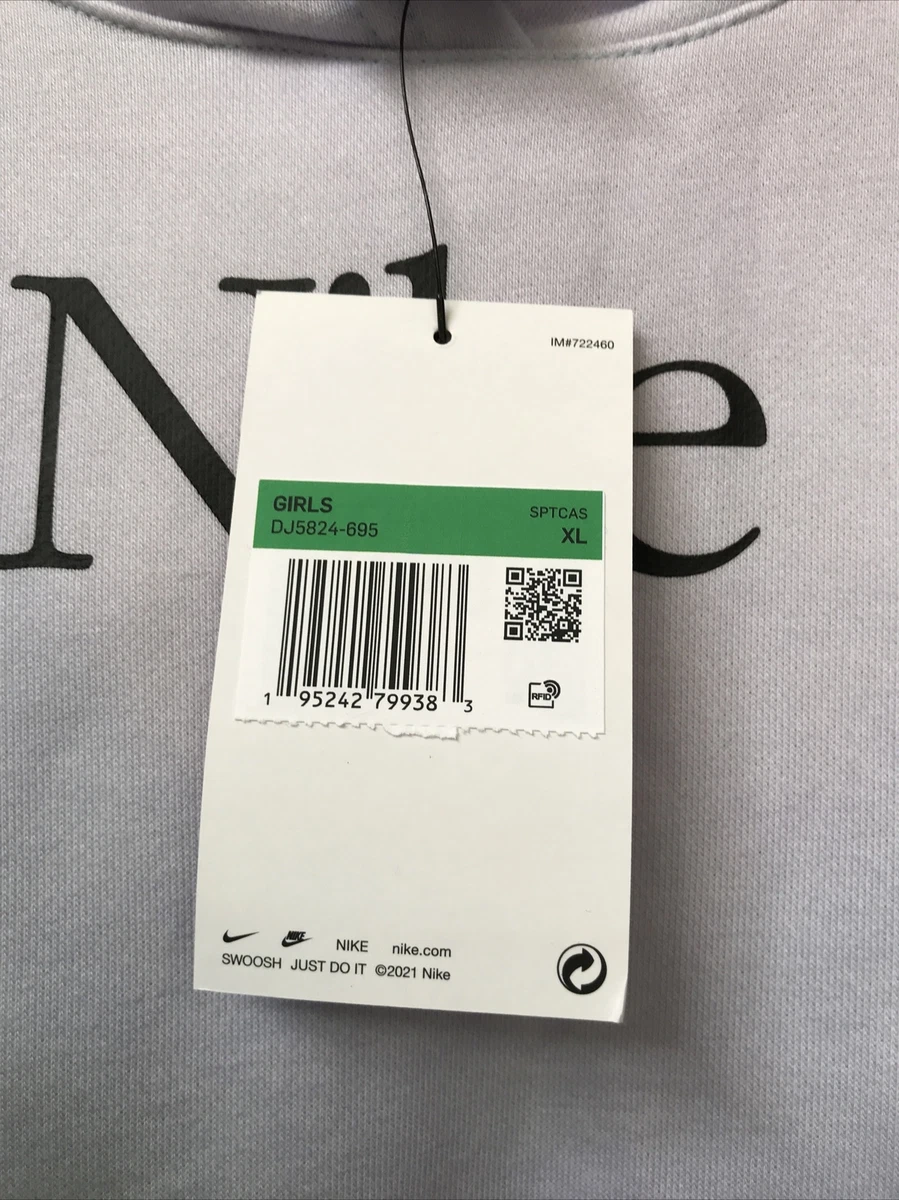 Nike
IM#722460
GIRLS
SPTCAS
DJ5824-695
XL
1 95242 79938 3
RFID
NIKE
NIKE nike.com
SWOOSH JUST DO IT ©2021 Nike